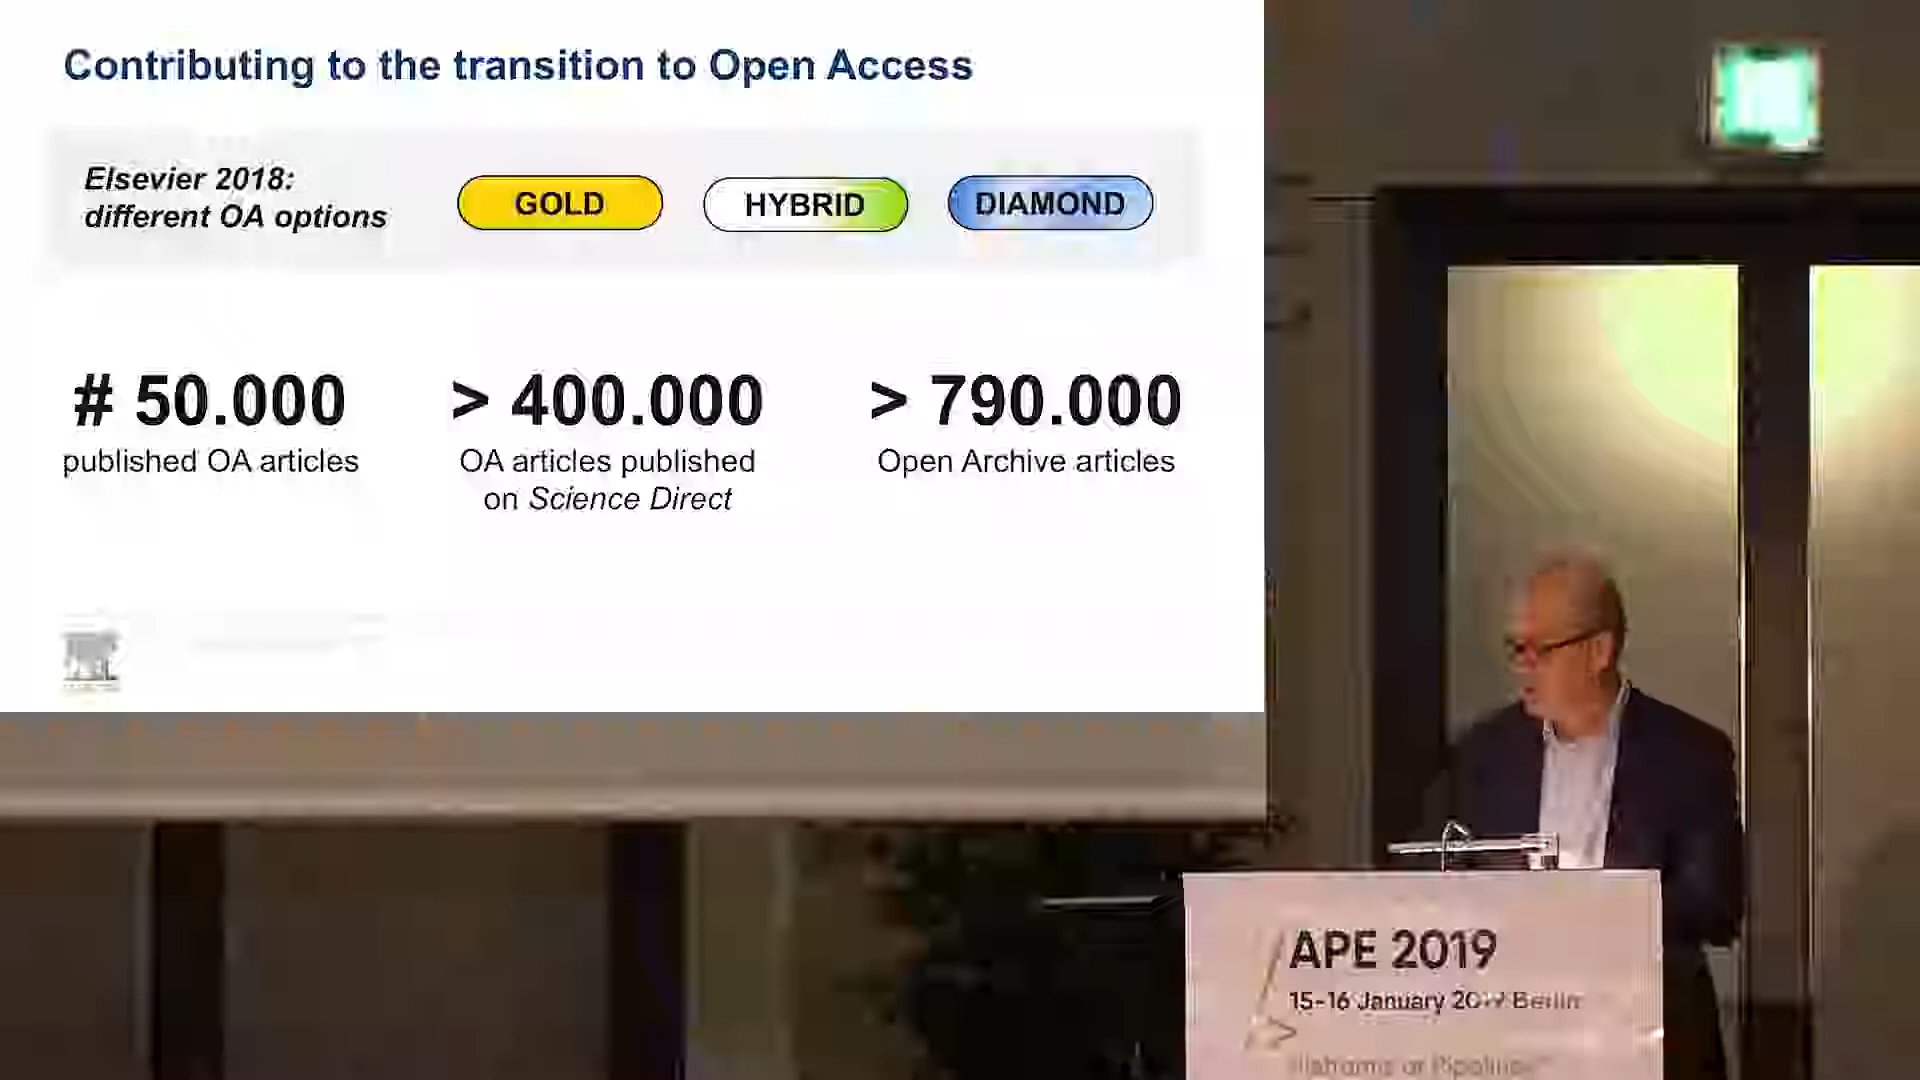 Contributing to the transition to Open Access
Elsevier 2018:
different OA options
GOLD
HYBRID
DIAMOND
# 50.000
published OA articles
> 400.000
OA articles published
on Science Direct
> 790.000
Open Archive articles
APE 2019
15-16 January 2019 Berlin